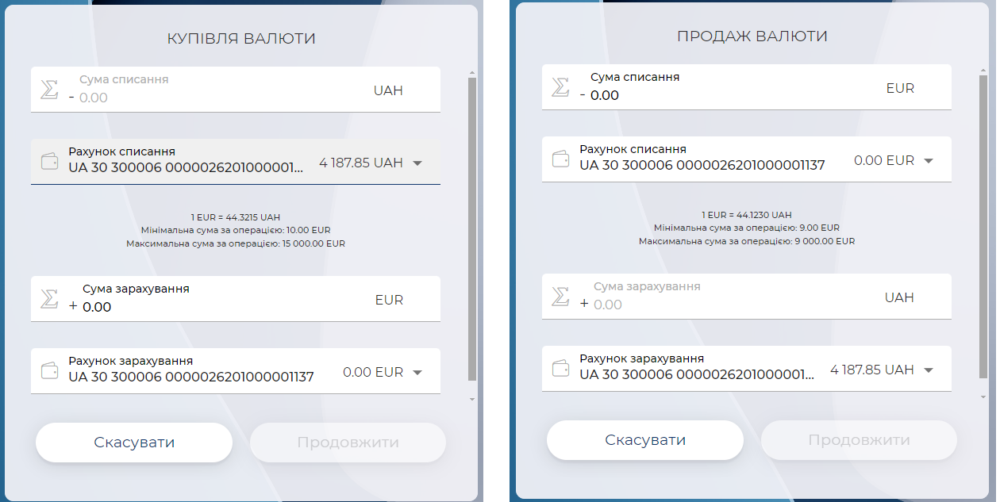 КУПІВЛЯ ВАЛЮТИ
Сума списання
- 0.00
UAH
Рахунок списання
UA 30 300006 0000026201000001...
4 187.85 UAH
1 EUR = 44.3215 UAH
Мінімальна сума за операцією: 10.00 EUR
Максимальна сума за операцією: 15 000.00 EUR
Сума зарахування
+ 0.00
EUR
Рахунок зарахування
UA 30 300006 0000026201000001137
0.00 EUR
Скасувати
Продовжити
ПРОДАЖ ВАЛЮТИ
Сума списання
- 0.00
EUR
Рахунок списання
UA 30 300006 0000026201000001137
0.00 EUR
1 EUR = 44.1230 UAH
Мінімальна сума за операцією: 9.00 EUR
Максимальна сума за операцією: 9 000.00 EUR
Сума зарахування
+ 0.00
UAH
Рахунок зарахування
UA 30 300006 0000026201000001...
4 187.85 UAH
Скасувати
Продовжити